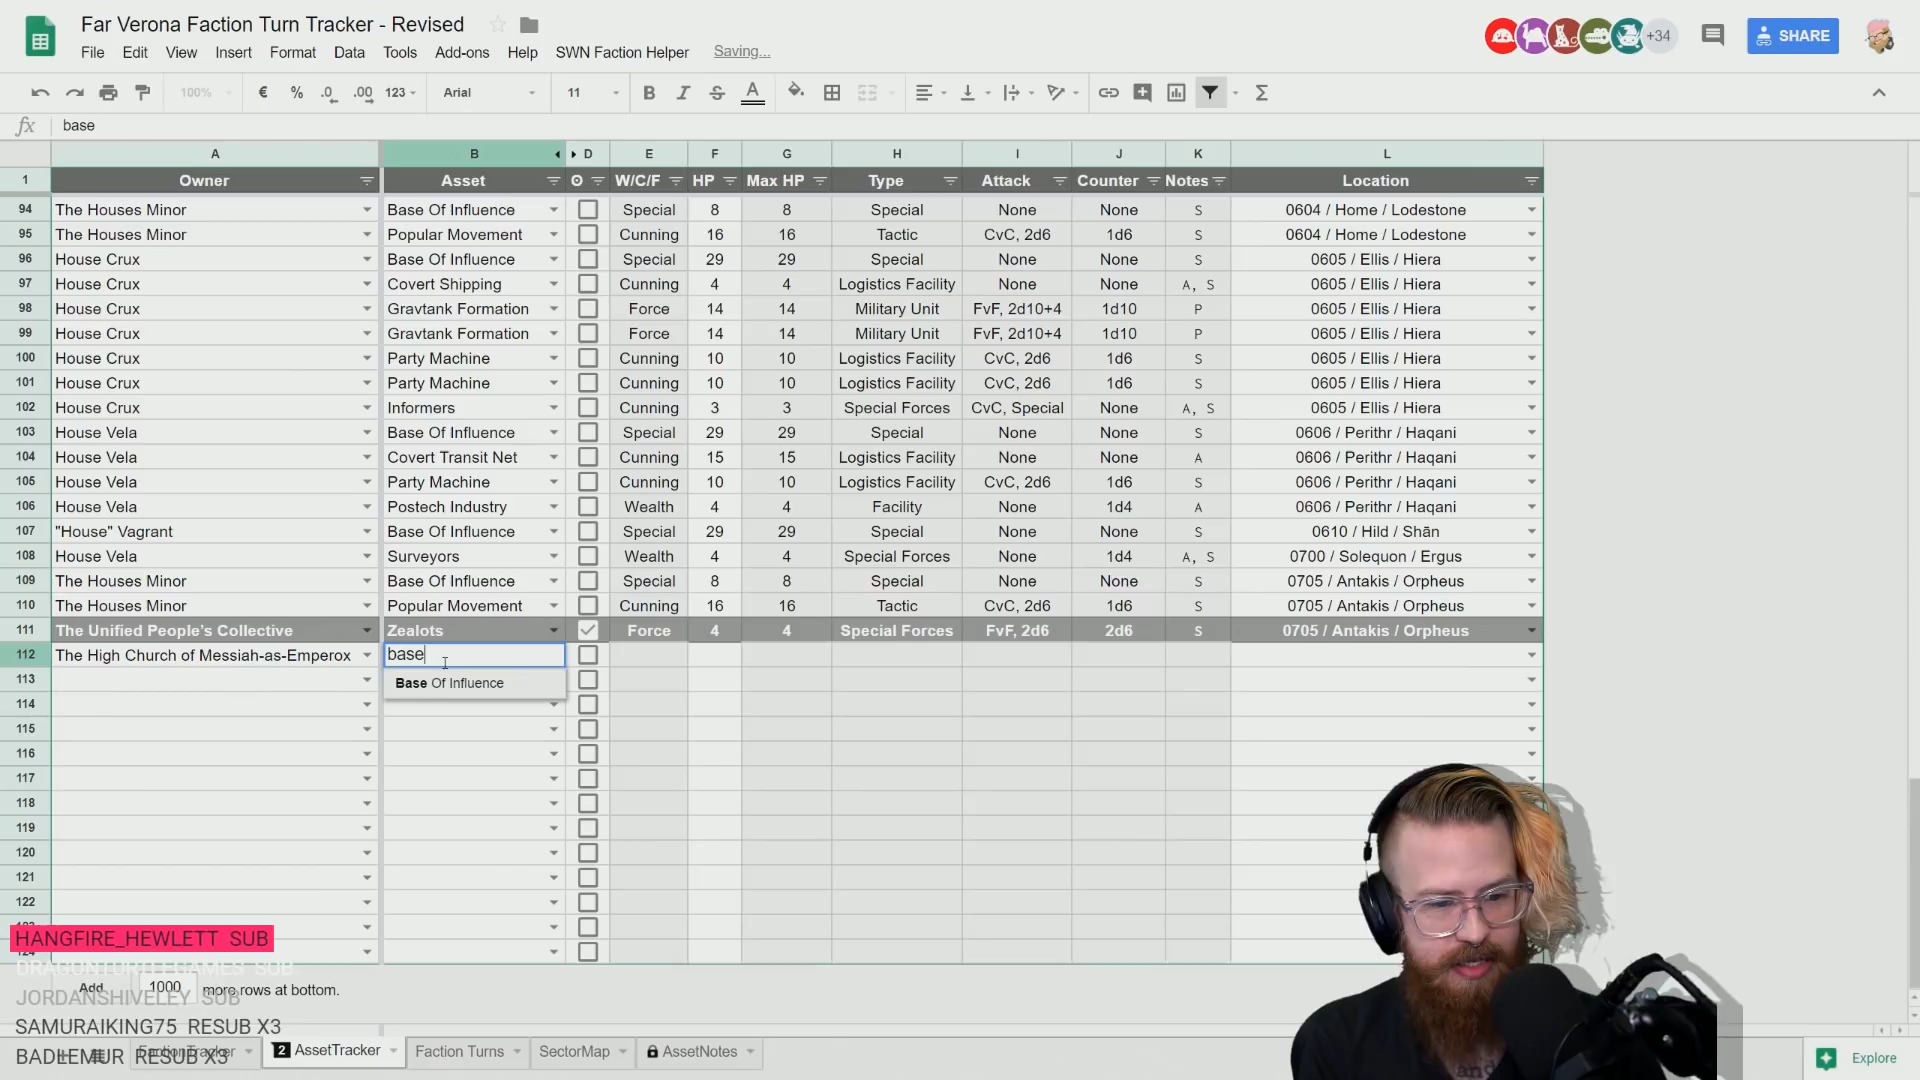 Far Verona Faction Turn Tracker - Revised
+34
SHARE
File Edit View Insert Format Data Tools Add-ons Help SWN Faction Helper Saving...
100% € % .0 .00 123 Arial 11 B I S A Σ
fx base
A B D E F G H I J K L
1 Owner Asset ʘ W/C/F HP Max HP Type Attack Counter Notes Location
94 The Houses Minor Base Of Influence Special 8 8 Special None None S 0604 / Home / Lodestone
95 The Houses Minor Popular Movement Cunning 16 16 Tactic CvC, 2d6 1d6 S 0604 / Home / Lodestone
96 House Crux Base Of Influence Special 29 29 Special None None S 0605 / Ellis / Hiera
97 House Crux Covert Shipping Cunning 4 4 Logistics Facility None None A, S 0605 / Ellis / Hiera
98 House Crux Gravtank Formation Force 14 14 Military Unit FvF, 2d10+4 1d10 P 0605 / Ellis / Hiera
99 House Crux Gravtank Formation Force 14 14 Military Unit FvF, 2d10+4 1d10 P 0605 / Ellis / Hiera
100 House Crux Party Machine Cunning 10 10 Logistics Facility CvC, 2d6 1d6 S 0605 / Ellis / Hiera
101 House Crux Party Machine Cunning 10 10 Logistics Facility CvC, 2d6 1d6 S 0605 / Ellis / Hiera
102 House Crux Informers Cunning 3 3 Special Forces CvC, Special None A, S 0605 / Ellis / Hiera
103 House Vela Base Of Influence Special 29 29 Special None None S 0606 / Perithr / Haqani
104 House Vela Covert Transit Net Cunning 15 15 Logistics Facility None None A 0606 / Perithr / Haqani
105 House Vela Party Machine Cunning 10 10 Logistics Facility CvC, 2d6 1d6 S 0606 / Perithr / Haqani
106 House Vela Postech Industry Wealth 4 4 Facility None 1d4 A 0606 / Perithr / Haqani
107 "House" Vagrant Base Of Influence Special 29 29 Special None None S 0610 / Hild / Shān
108 House Vela Surveyors Wealth 4 4 Special Forces None 1d4 A, S 0700 / Solequon / Ergus
109 The Houses Minor Base Of Influence Special 8 8 Special None None S 0705 / Antakis / Orpheus
110 The Houses Minor Popular Movement Cunning 16 16 Tactic CvC, 2d6 1d6 S 0705 / Antakis / Orpheus
111 The Unified People's Collective Zealots Force 4 4 Special Forces FvF, 2d6 2d6 S 0705 / Antakis / Orpheus
112 The High Church of Messiah-as-Emperox base
113 Base Of Influence
114
115
116
117
118
119
120
121
122
HANGFIRE_HEWLETT SUB
DRAGONTURTLEGAMES SUB
Add 1000 more rows at bottom.
JORDANSHIVELEY SUB
SAMURAIKING75 RESUB X3
BADLEMUR RESUB X3
FactionTracker 2 AssetTracker Faction Turns SectorMap AssetNotes Explore